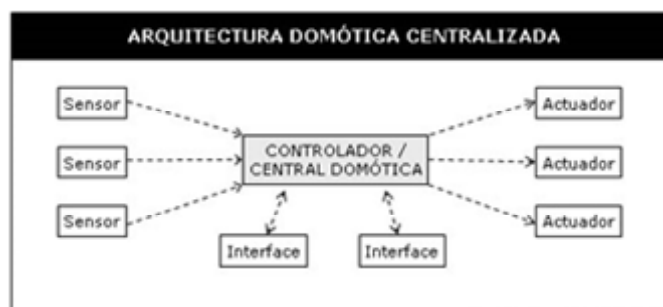 ARQUITECTURA DOMÓTICA CENTRALIZADA
Sensor
Actuador
CONTROLADOR /
CENTRAL DOMÓTICA
Sensor
Actuador
Sensor
Actuador
Interface
Interface